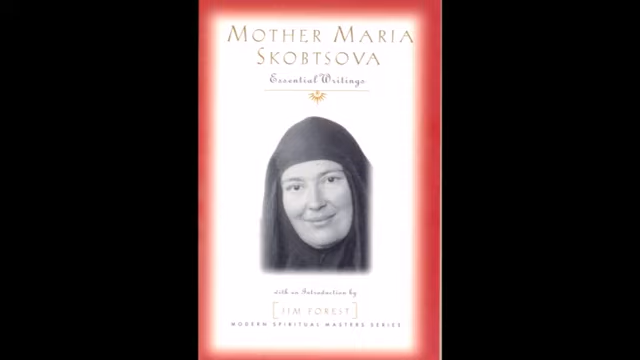 MOTHER MARIA
SKOBTSOVA
Essential Writings
with an Introduction by
[JIM FOREST]
MODERN SPIRITUAL MASTERS SERIES